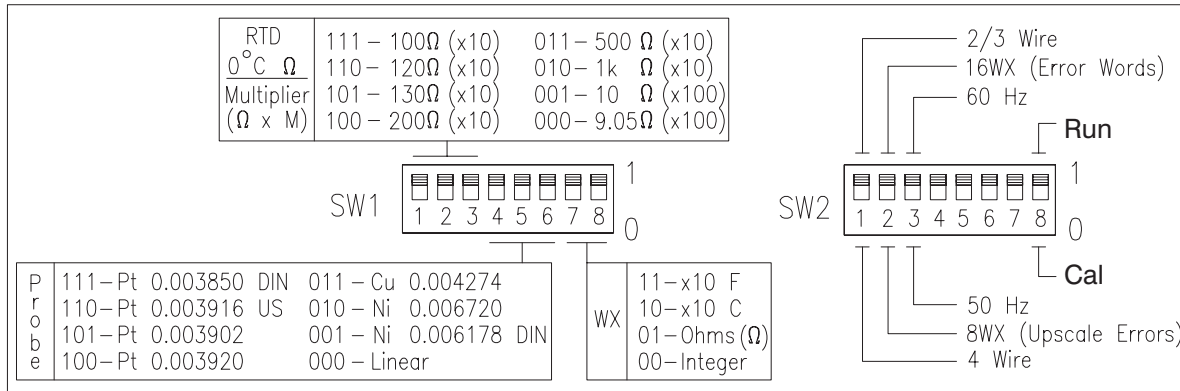 RTD
0°C Ω
Multiplier
(Ω x M)
111-100Ω (x10) 011-500 Ω (x10)
110-120Ω (x10) 010-1k Ω (x10)
101-130Ω (x10) 001-10 Ω (x100)
100-200Ω (x10) 000-9.05Ω (x100)
SW1
1 2 3 4 5 6 7 8
1
0
Probe
111-Pt 0.003850 DIN 011-Cu 0.004274
110-Pt 0.003916 US 010-Ni 0.006720
101-Pt 0.003902 001-Ni 0.006178 DIN
100-Pt 0.003920 000-Linear
WX
11-x10 F
10-x10 C
01-Ohms(Ω)
00-Integer
2/3 Wire
16WX (Error Words)
60 Hz
Run
SW2
1 2 3 4 5 6 7 8
1
0
Cal
50 Hz
8WX (Upscale Errors)
4 Wire